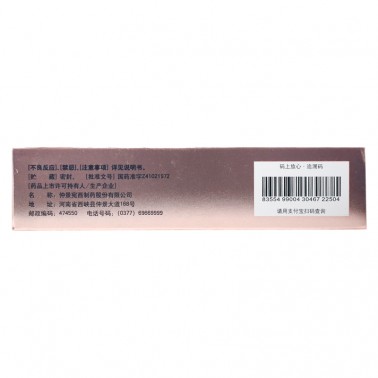 [不良反应]、[禁忌]、[注意事项] 详见说明书。
[贮 藏] 密封。 [批准文号] 国药准字Z41021972
[药品上市许可持有人/生产企业]
名 称：仲景宛西制药股份有限公司
地 址：河南省西峡县仲景大道188号
邮政编码：474550 电话号码：(0377) 69669999
码上放心·追溯码
83554 99004 30467 22504
请用支付宝扫码查询